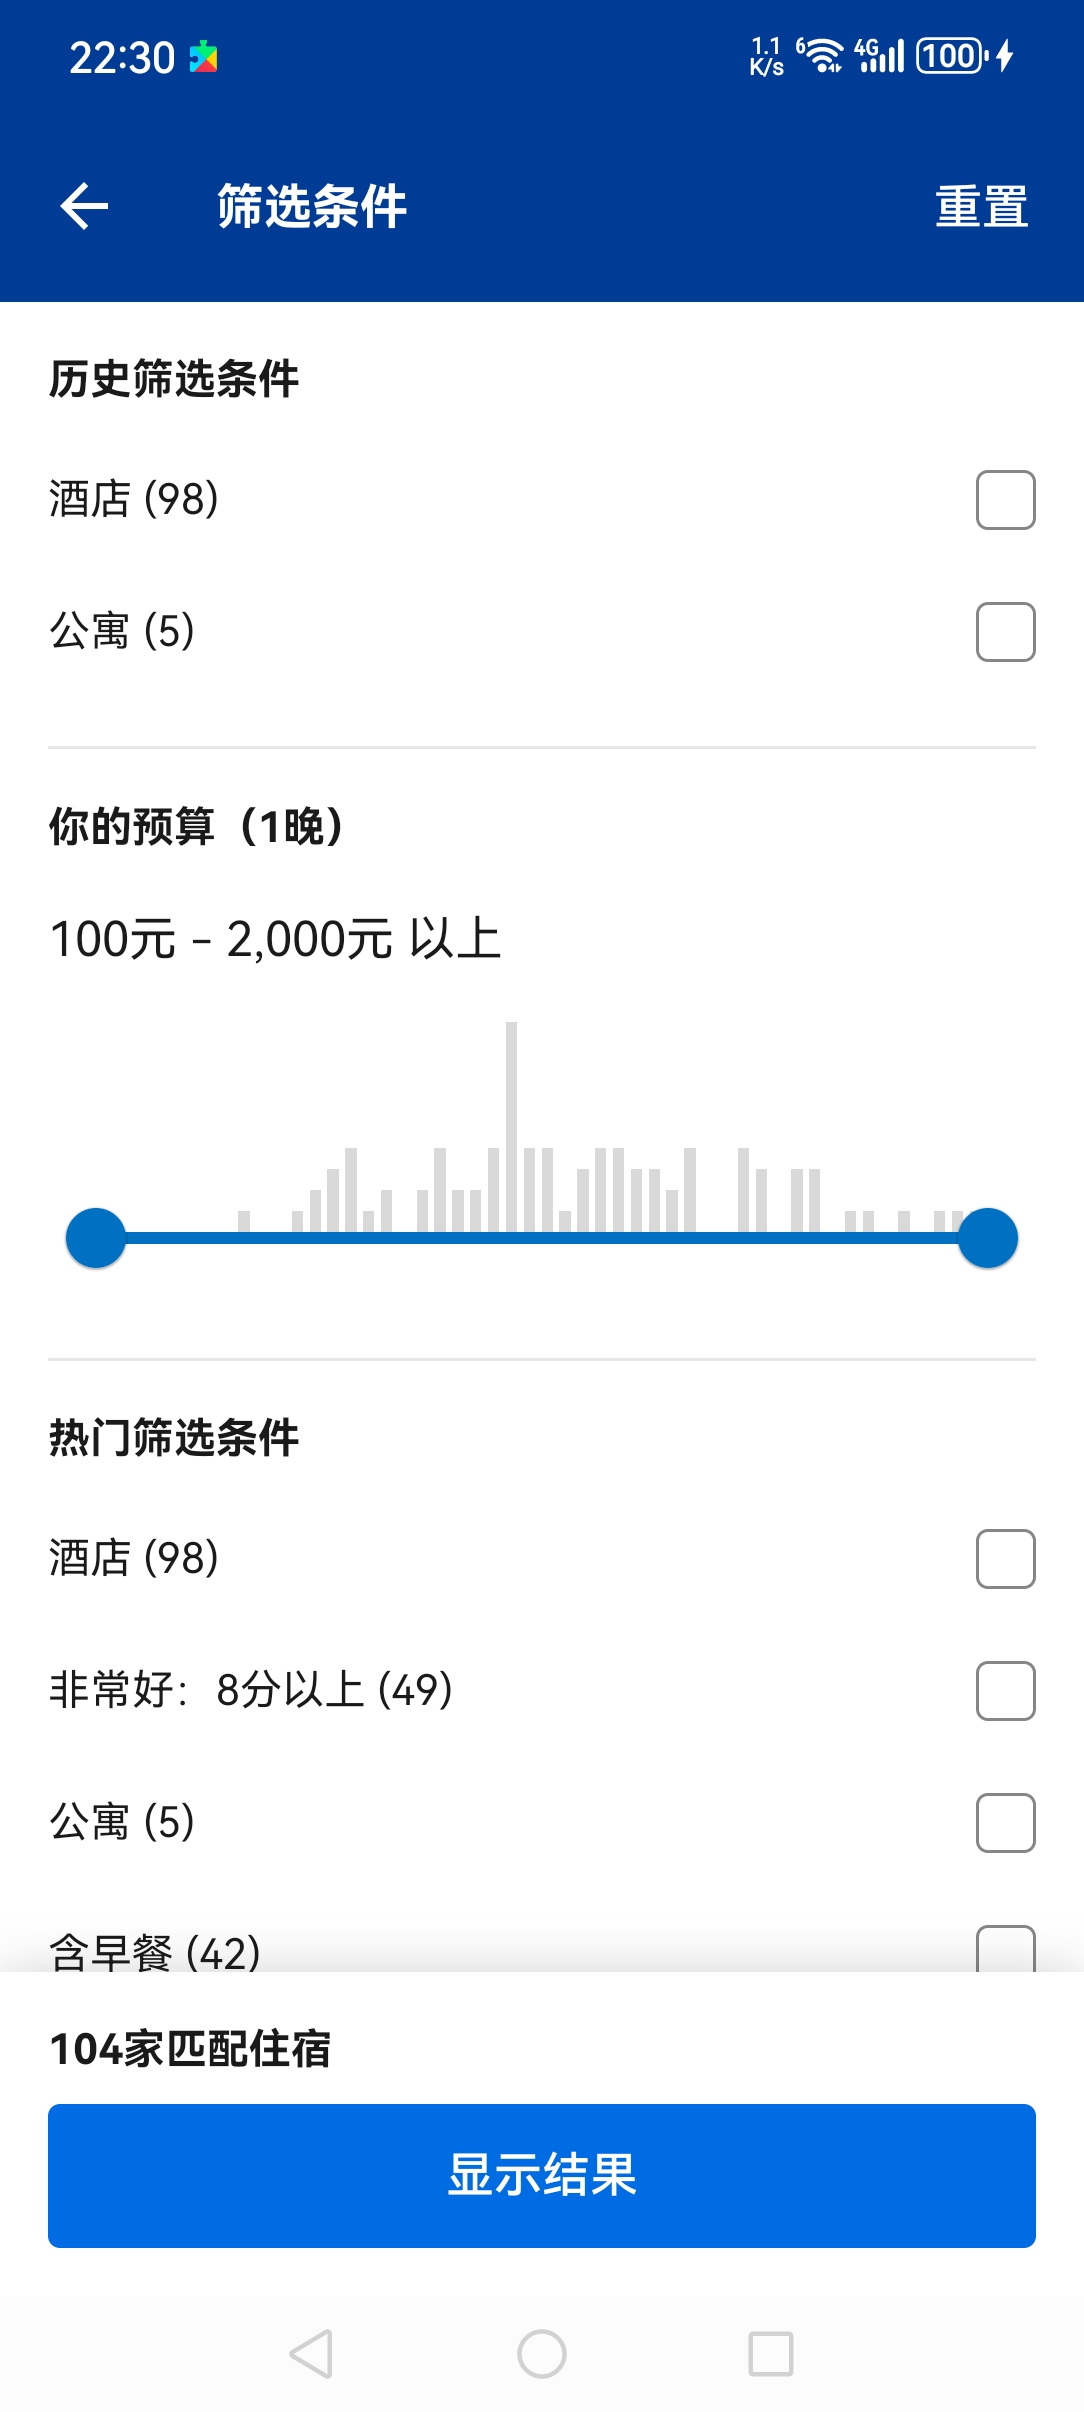 22:30
1.1 K/s 6 4G 100
筛选条件 重置
历史筛选条件
酒店 (98)
公寓 (5)
你的预算（1晚）
100元 – 2,000元 以上
热门筛选条件
酒店 (98)
非常好：8分以上 (49)
公寓 (5)
含早餐 (42)
104家匹配住宿
显示结果